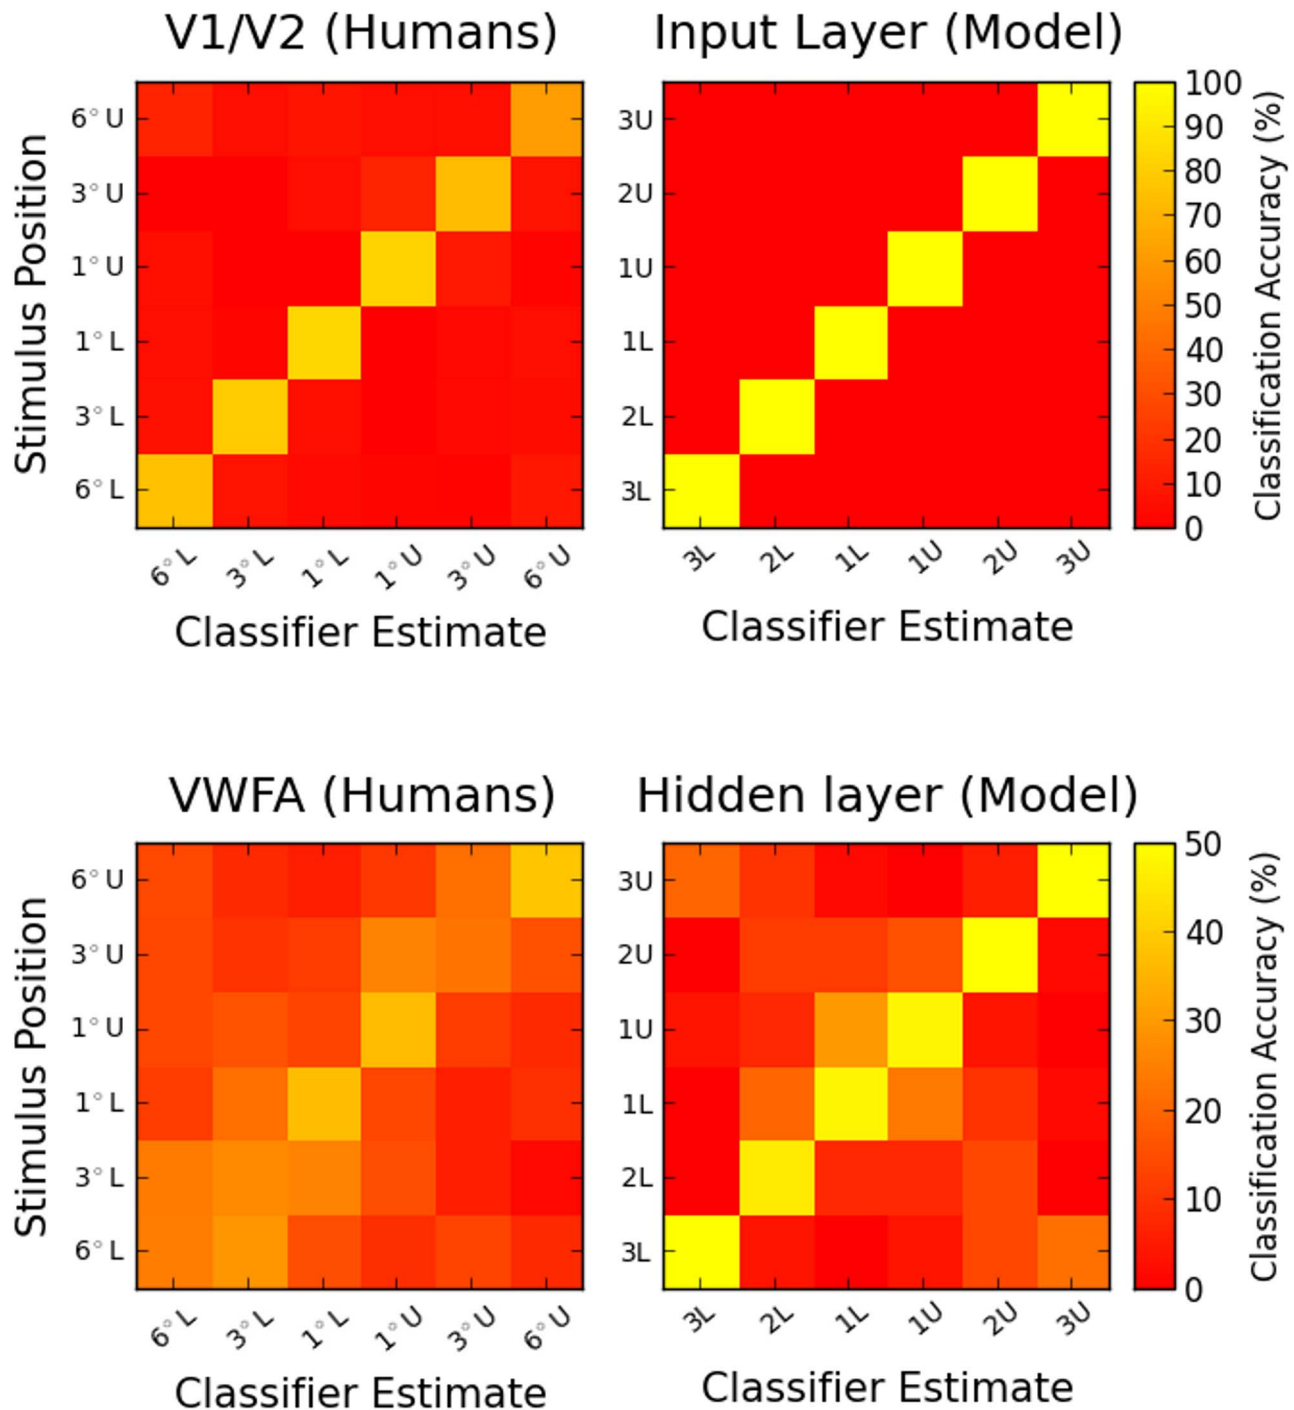 V1/V2 (Humans)
Input Layer (Model)
Stimulus Position
6°U
3°U
1°U
1°L
3°L
6°L
6°L 3°L 1°L 1°U 3°U 6°U
Classifier Estimate
3U
2U
1U
1L
2L
3L
3L 2L 1L 1U 2U 3U
Classifier Estimate
100
90
80
70
60
50
40
30
20
10
0
Classification Accuracy (%)
VWFA (Humans)
Hidden layer (Model)
Stimulus Position
6°U
3°U
1°U
1°L
3°L
6°L
6°L 3°L 1°L 1°U 3°U 6°U
Classifier Estimate
3U
2U
1U
1L
2L
3L
3L 2L 1L 1U 2U 3U
Classifier Estimate
50
40
30
20
10
0
Classification Accuracy (%)